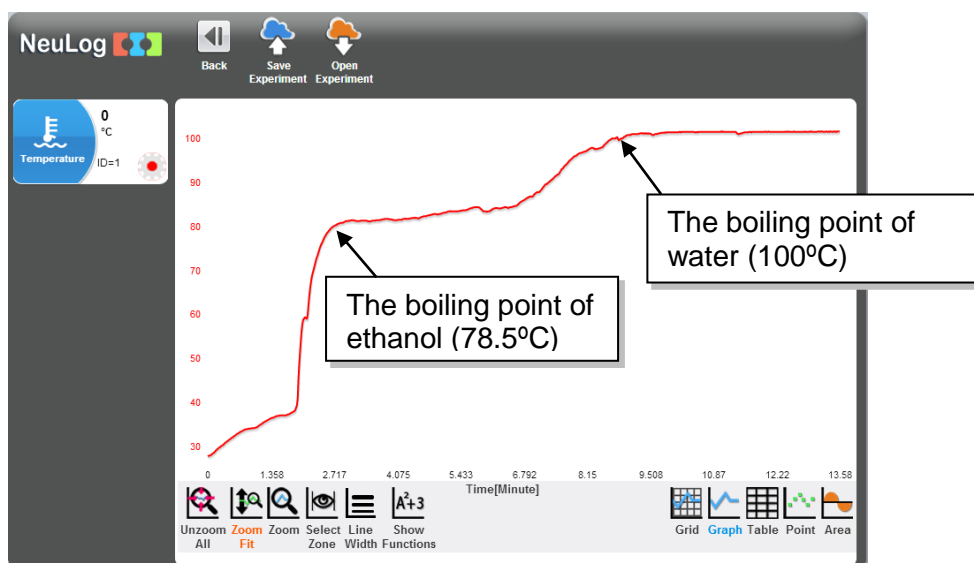 NeuLog
Back
Save
Experiment
Open
Experiment
0
°C
Temperature
ID=1
100
90
80
70
60
50
40
30
The boiling point of
water (100ºC)
The boiling point of
ethanol (78.5ºC)
0 1.358 2.717 4.075 5.433 6.792 8.15 9.508 10.87 12.22 13.58
Time[Minute]
A²+3
Unzoom
All
Zoom
Fit
Zoom
Select
Zone
Line
Width
Show
Functions
Grid
Graph
Table
Point
Area